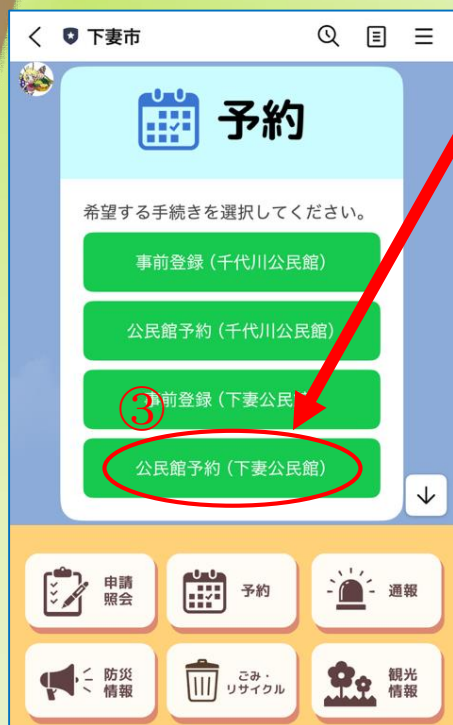 下妻市
予約
希望する手続きを選択してください。
事前登録（千代川公民館）
公民館予約（千代川公民館）
③
前登録（下妻公民
公民館予約（下妻公民館）
申請
照会
予約
通報
防災
情報
ごみ・
リサイクル
観光
情報